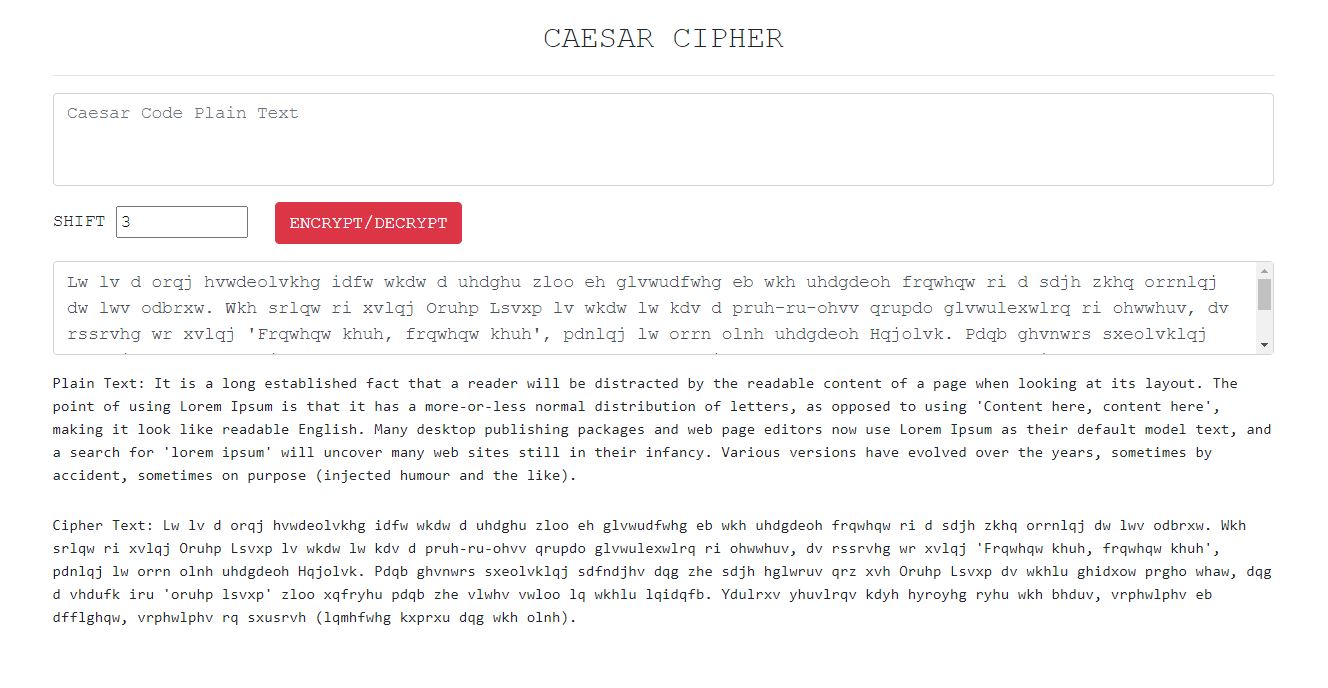 CAESAR CIPHER
Caesar Code Plain Text
SHIFT 3 ENCRYPT/DECRYPT
Lw lv d orqj hvwdeolvkhg idfw wkdw d uhdghu zloo eh glvwudfwhg eb wkh uhdgdeoh frqwhqw ri d sdjh zkhq orrnlqj
dw lwv odbrxw. Wkh srlqw ri xvlqj Oruhp Lsvxp lv wkdw lw kdv d pruh-ru-ohvv qrupdo glvwulexwlrq ri ohwwhuv, dv
rssrvhg wr xvlqj 'Frqwhqw khuh, frqwhqw khuh', pdnlqj lw orrn olnh uhdgdeoh Hqjolvk. Pdqb ghvnwrs sxeolvklqj
Plain Text: It is a long established fact that a reader will be distracted by the readable content of a page when looking at its layout. The
point of using Lorem Ipsum is that it has a more-or-less normal distribution of letters, as opposed to using 'Content here, content here',
making it look like readable English. Many desktop publishing packages and web page editors now use Lorem Ipsum as their default model text, and
a search for 'lorem ipsum' will uncover many web sites still in their infancy. Various versions have evolved over the years, sometimes by
accident, sometimes on purpose (injected humour and the like).
Cipher Text: Lw lv d orqj hvwdeolvkhg idfw wkdw d uhdghu zloo eh glvwudfwhg eb wkh uhdgdeoh frqwhqw ri d sdjh zkhq orrnlqj dw lwv odbrxw. Wkh
srlqw ri xvlqj Oruhp Lsvxp lv wkdw lw kdv d pruh-ru-ohvv qrupdo glvwulexwlrq ri ohwwhuv, dv rssrvhg wr xvlqj 'Frqwhqw khuh, frqwhqw khuh',
pdnlqj lw orrn olnh uhdgdeoh Hqjolvk. Pdqb ghvnwrs sxeolvklqj sdfndjhv dqg zhe sdjh hglwruv qrz xvh Oruhp Lsvxp dv wkhlu ghidxow prgho whaw, dqg
d vhdufk iru 'oruhp lsvxp' zloo xqfryhu pdqb zhe vlwhv vwloo lq wkhlu lqidqfb. Ydulrxv yhuvlrqv kdyh hyroyhg ryhu wkh bhduv, vrphwlphv eb
dfflghqw, vrphwlphv rq sxusrvh (lqmhfwhg kxprxu dqg wkh olnh).